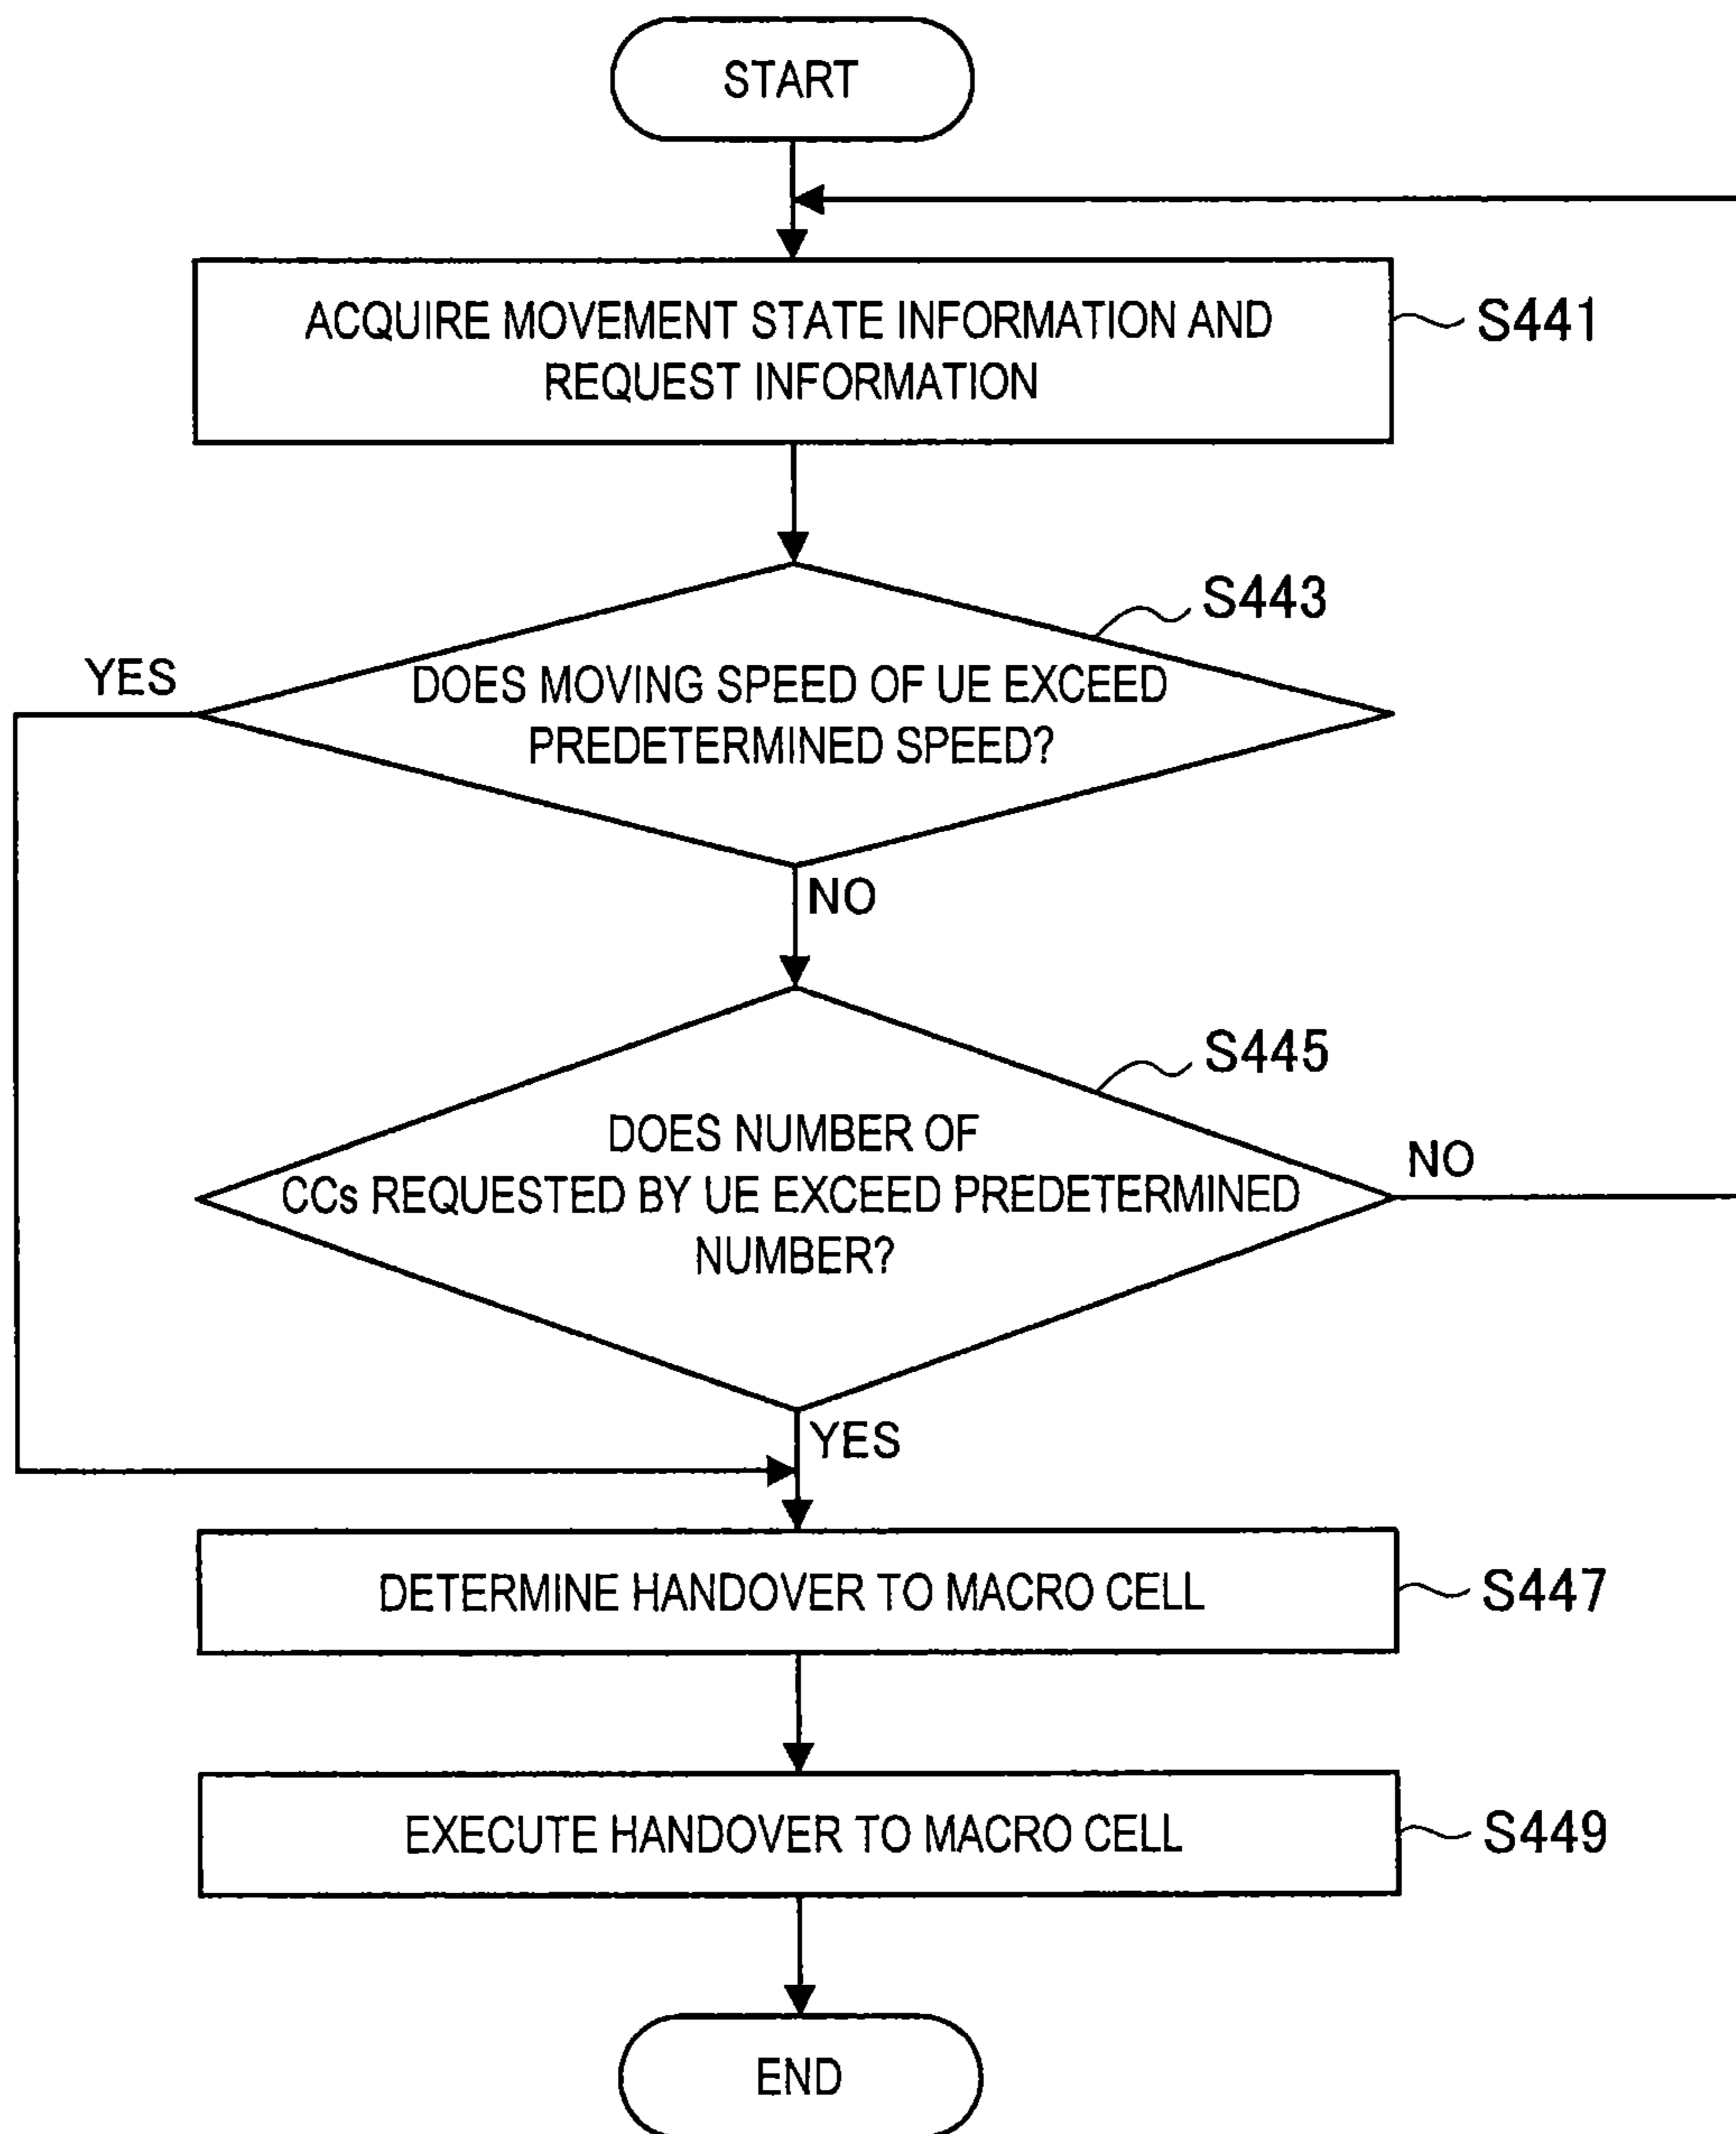 START
ACQUIRE MOVEMENT STATE INFORMATION AND
REQUEST INFORMATION
S441
S443
YES
DOES MOVING SPEED OF UE EXCEED
PREDETERMINED SPEED?
NO
S445
DOES NUMBER OF
CCs REQUESTED BY UE EXCEED PREDETERMINED
NUMBER?
NO
YES
DETERMINE HANDOVER TO MACRO CELL
S447
EXECUTE HANDOVER TO MACRO CELL
S449
END